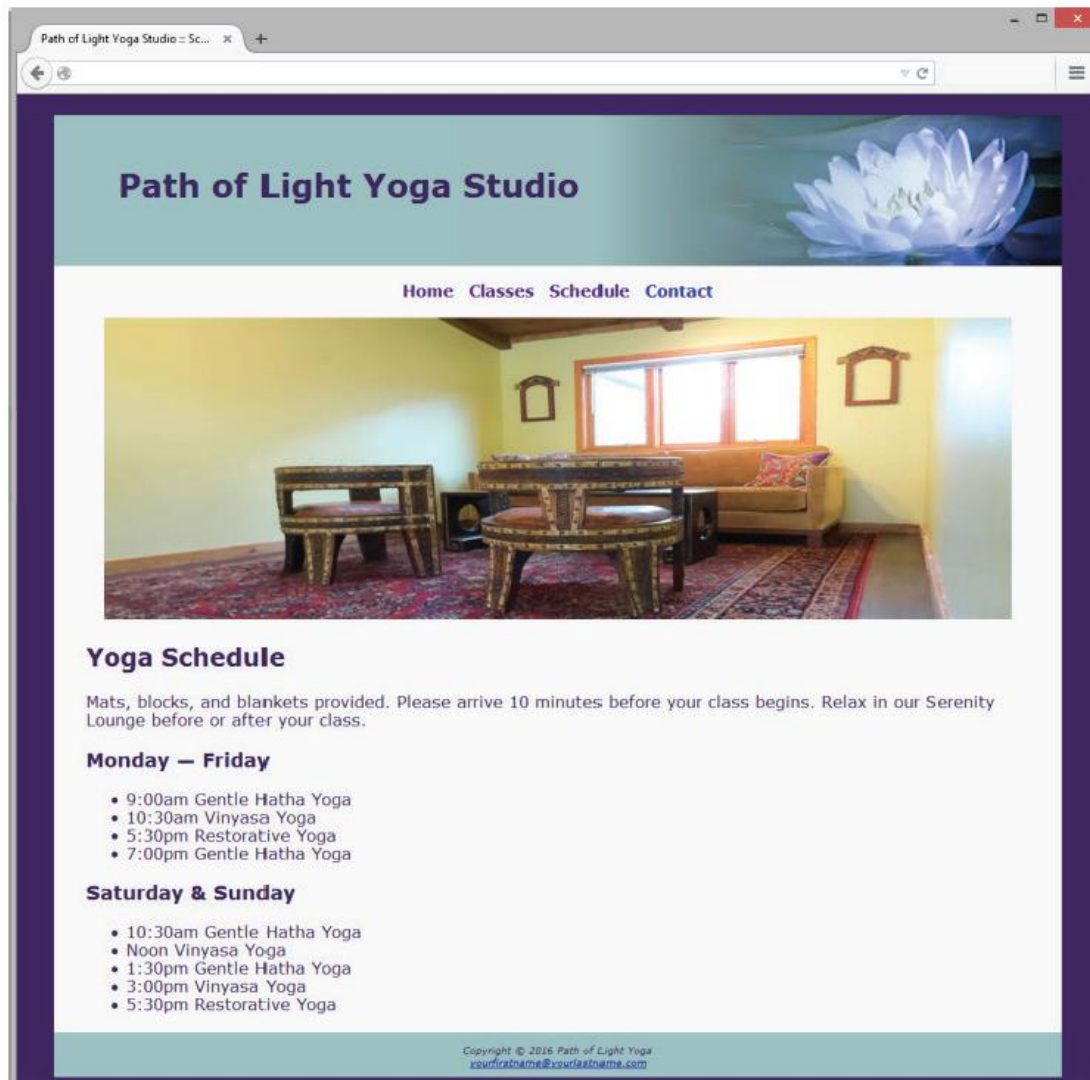 Path of Light Yoga Studio :: Sc...
Path of Light Yoga Studio
Home Classes Schedule Contact
Yoga Schedule
Mats, blocks, and blankets provided. Please arrive 10 minutes before your class begins. Relax in our Serenity
Lounge before or after your class.
Monday — Friday
• 9:00am Gentle Hatha Yoga
• 10:30am Vinyasa Yoga
• 5:30pm Restorative Yoga
• 7:00pm Gentle Hatha Yoga
Saturday & Sunday
• 10:30am Gentle Hatha Yoga
• Noon Vinyasa Yoga
• 1:30pm Gentle Hatha Yoga
• 3:00pm Vinyasa Yoga
• 5:30pm Restorative Yoga
Copyright © 2016 Path of Light Yoga
yourfirstname@yourlastname.com